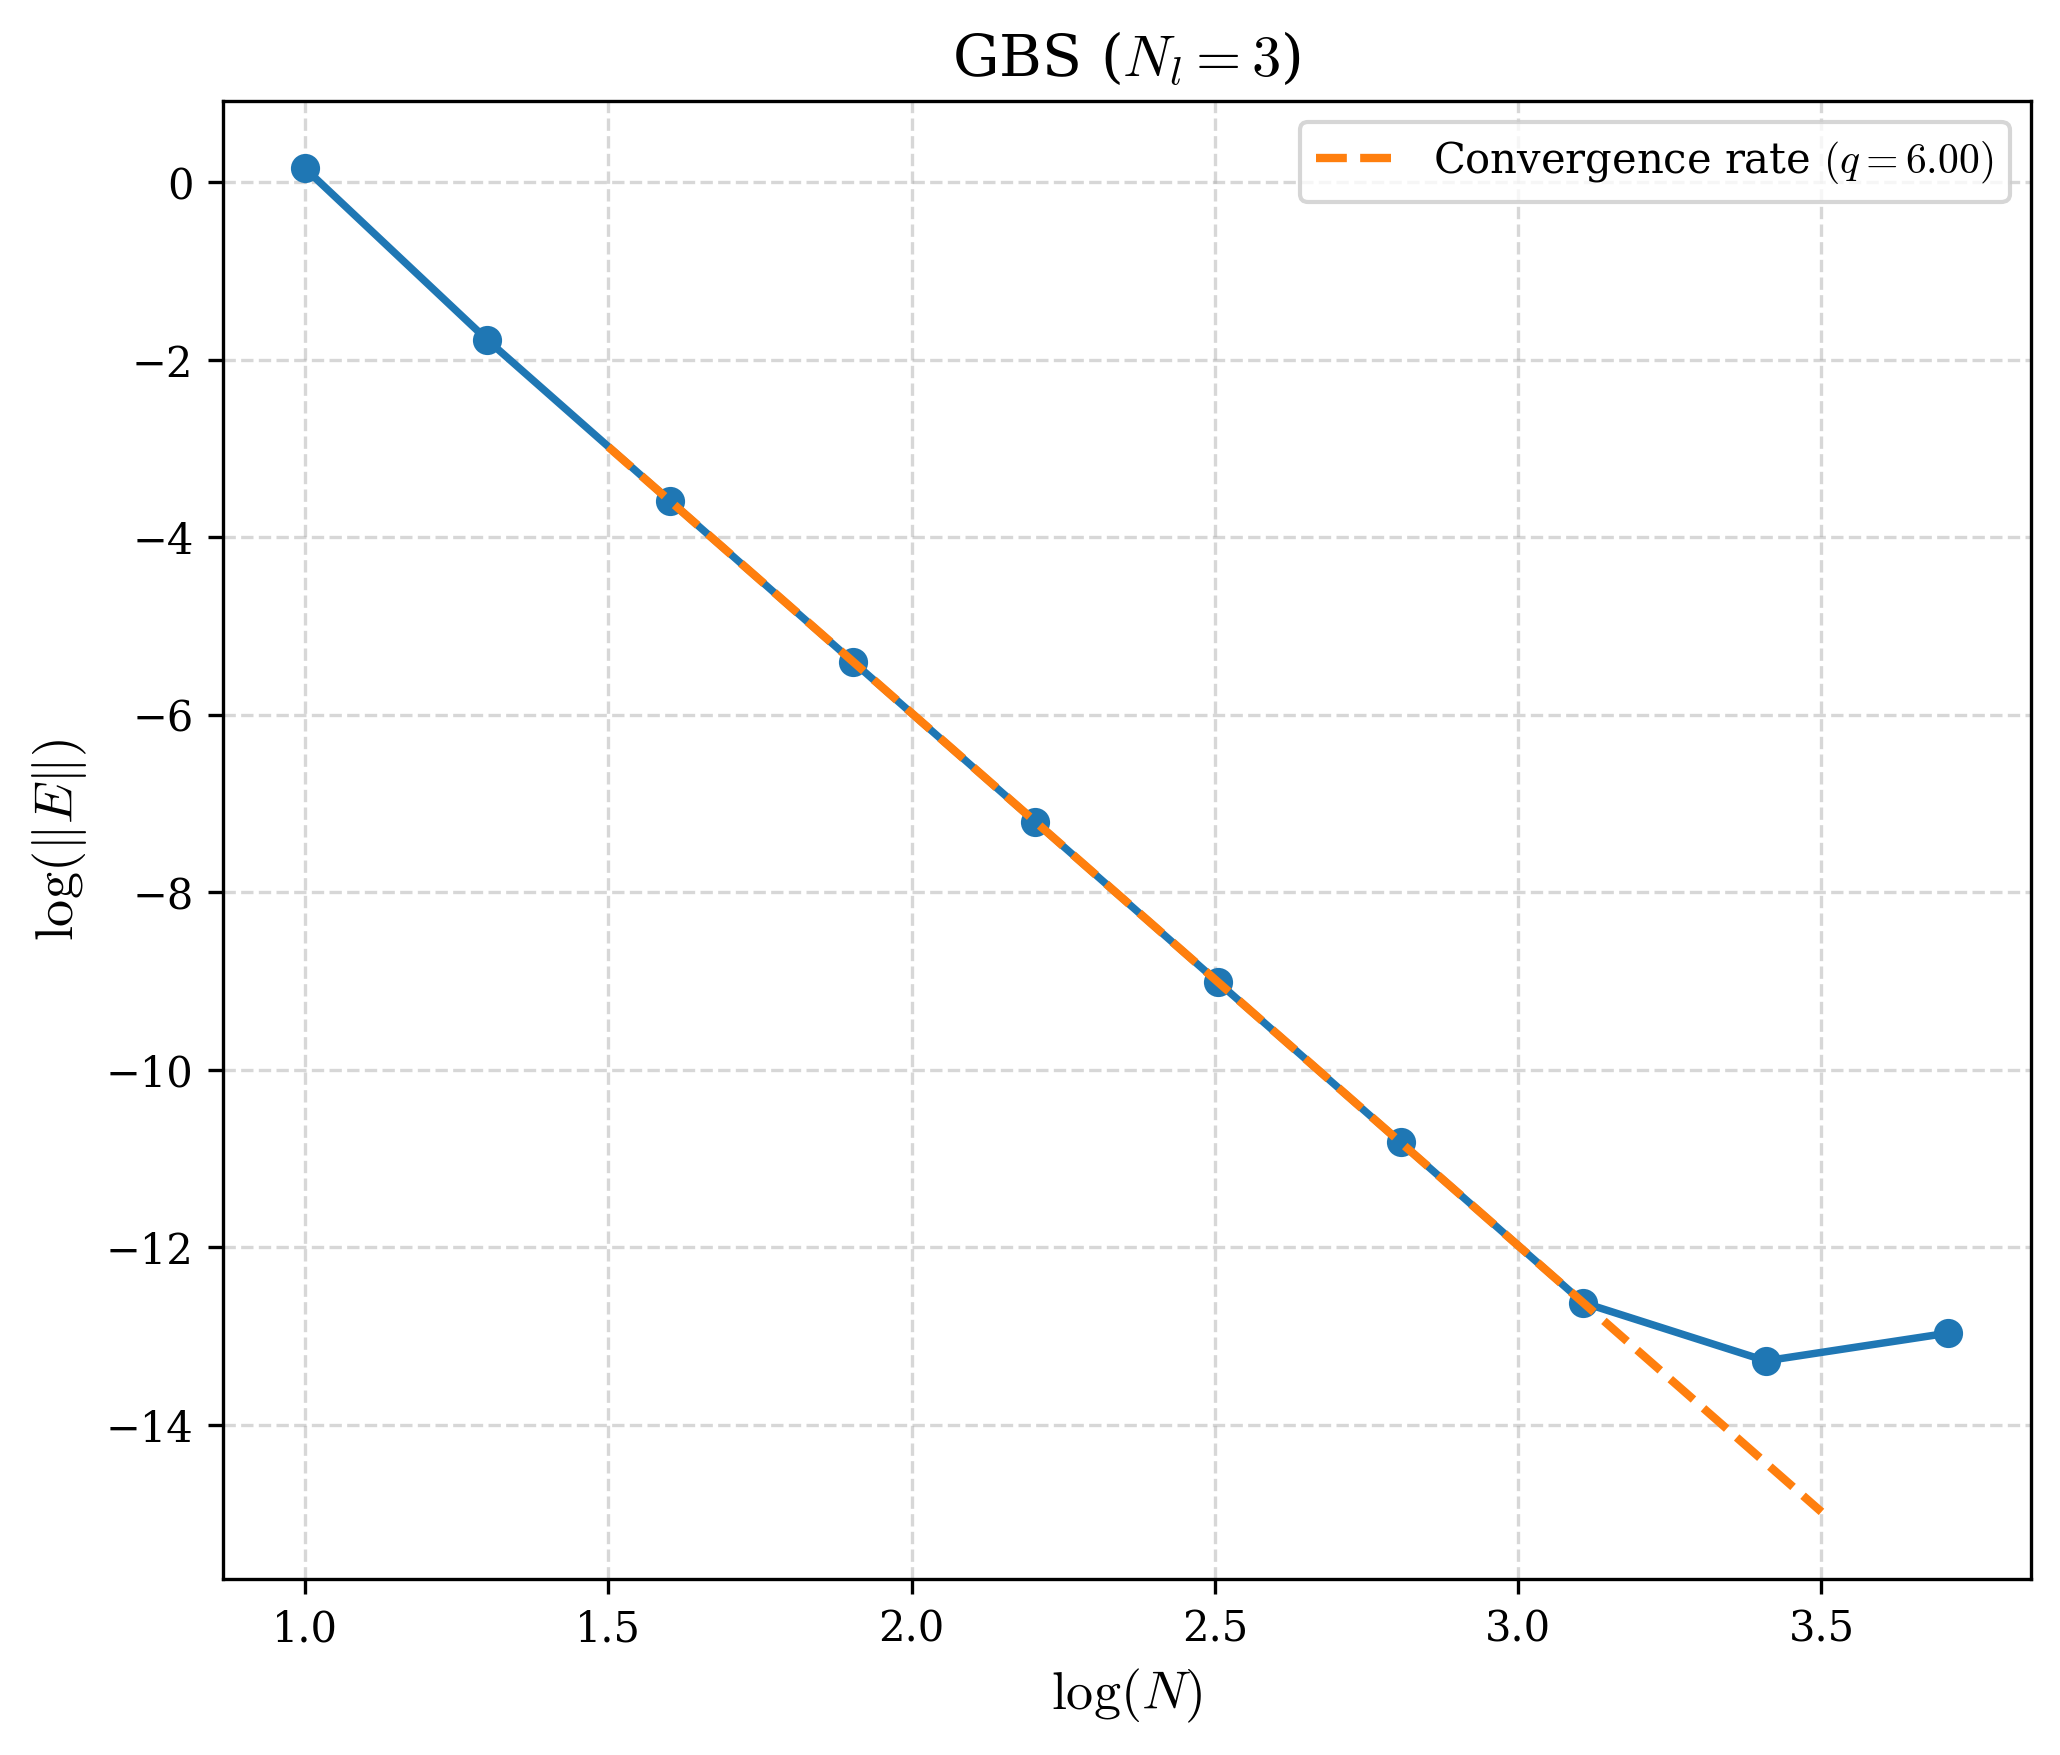 GBS ($N_l = 3$)
Convergence rate $(q = 6.00)$
0
−2
−4
−6
−8
−10
−12
−14
log(||E||)
1.0 1.5 2.0 2.5 3.0 3.5
log(N)